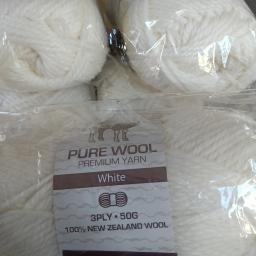 PURE WOOL
PREMIUM YARN
White
3PLY • 50G
100% NEW ZEALAND WOOL